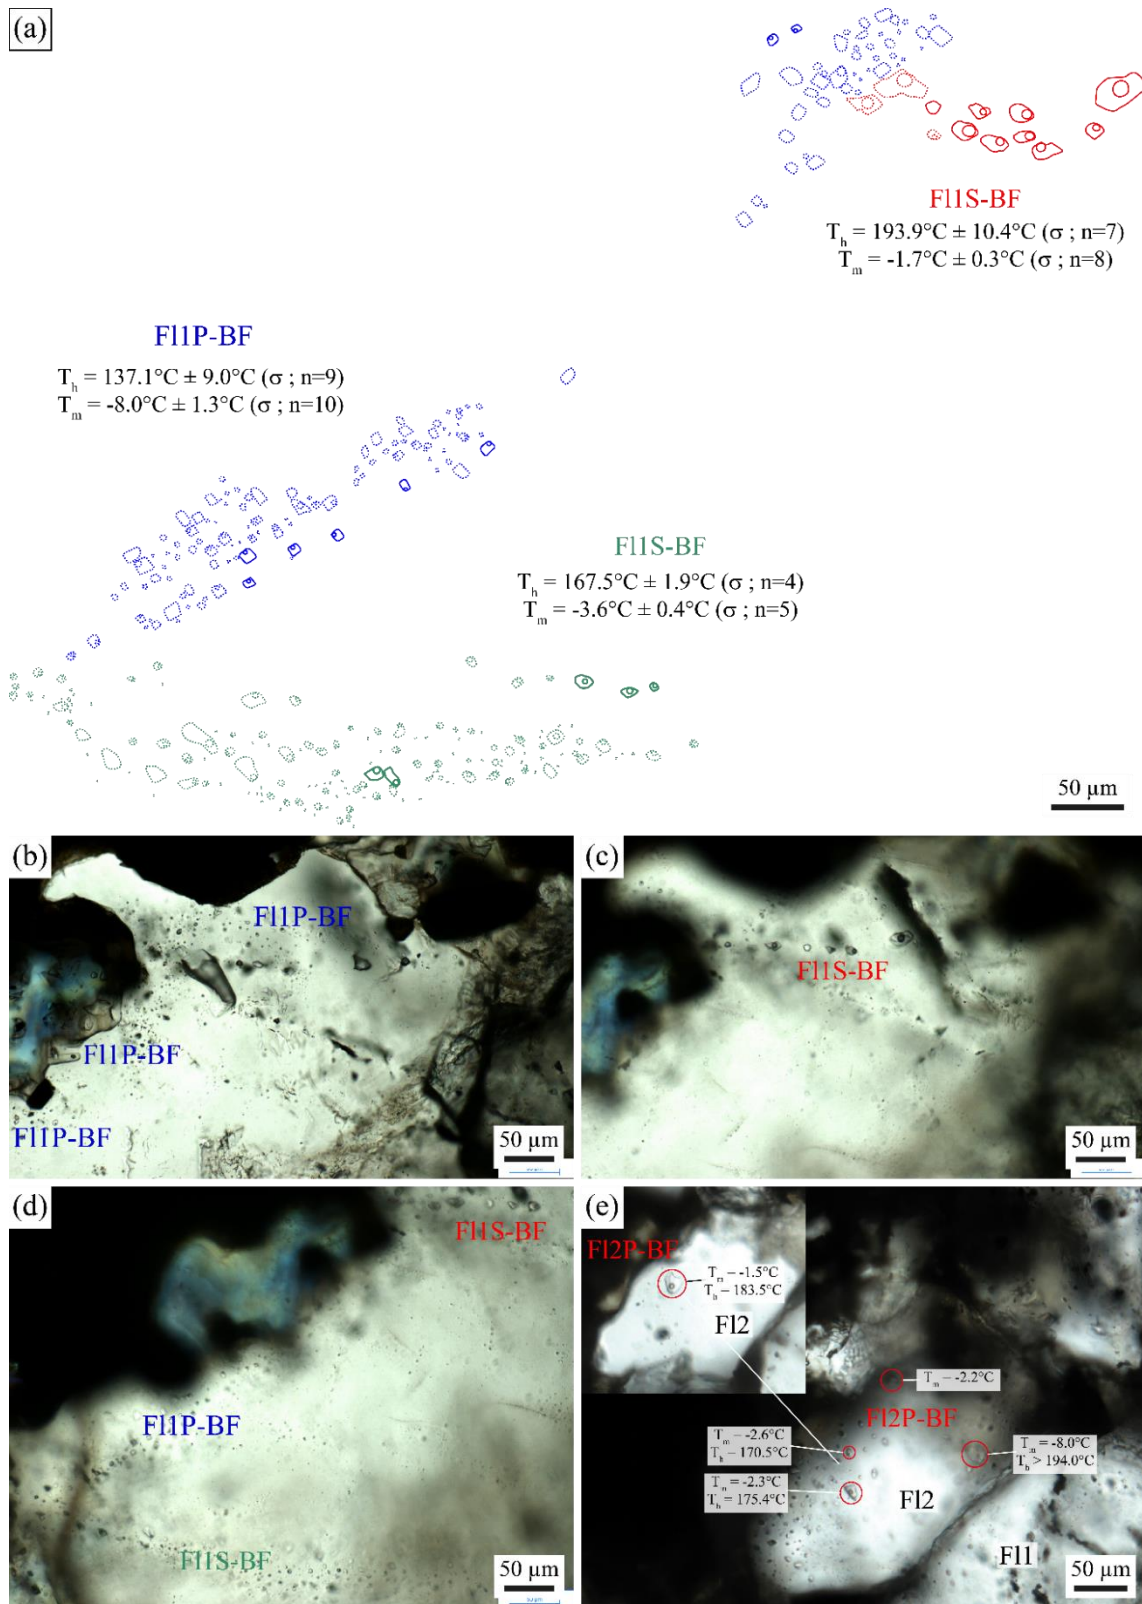 (a)
Fl1S-BF
Th = 193.9°C ± 10.4°C (σ ; n=7)
Tm = -1.7°C ± 0.3°C (σ ; n=8)
Fl1P-BF
Th = 137.1°C ± 9.0°C (σ ; n=9)
Tm = -8.0°C ± 1.3°C (σ ; n=10)
Fl1S-BF
Th = 167.5°C ± 1.9°C (σ ; n=4)
Tm = -3.6°C ± 0.4°C (σ ; n=5)
50 µm
(b)
Fl1P-BF
Fl1P-BF
Fl1P-BF
50 µm
(c)
Fl1S-BF
50 µm
(d)
Fl1S-BF
Fl1P-BF
Fl1S-BF
50 µm
(e)
Fl2P-BF
Tm = -1.5°C
Th = 183.5°C
Fl2
Tm = -2.2°C
Fl2P-BF
Tm = -2.6°C
Th = 170.5°C
Tm = -8.0°C
Th > 194.0°C
Tm = -2.3°C
Th = 175.4°C
Fl2
Fl1
50 µm